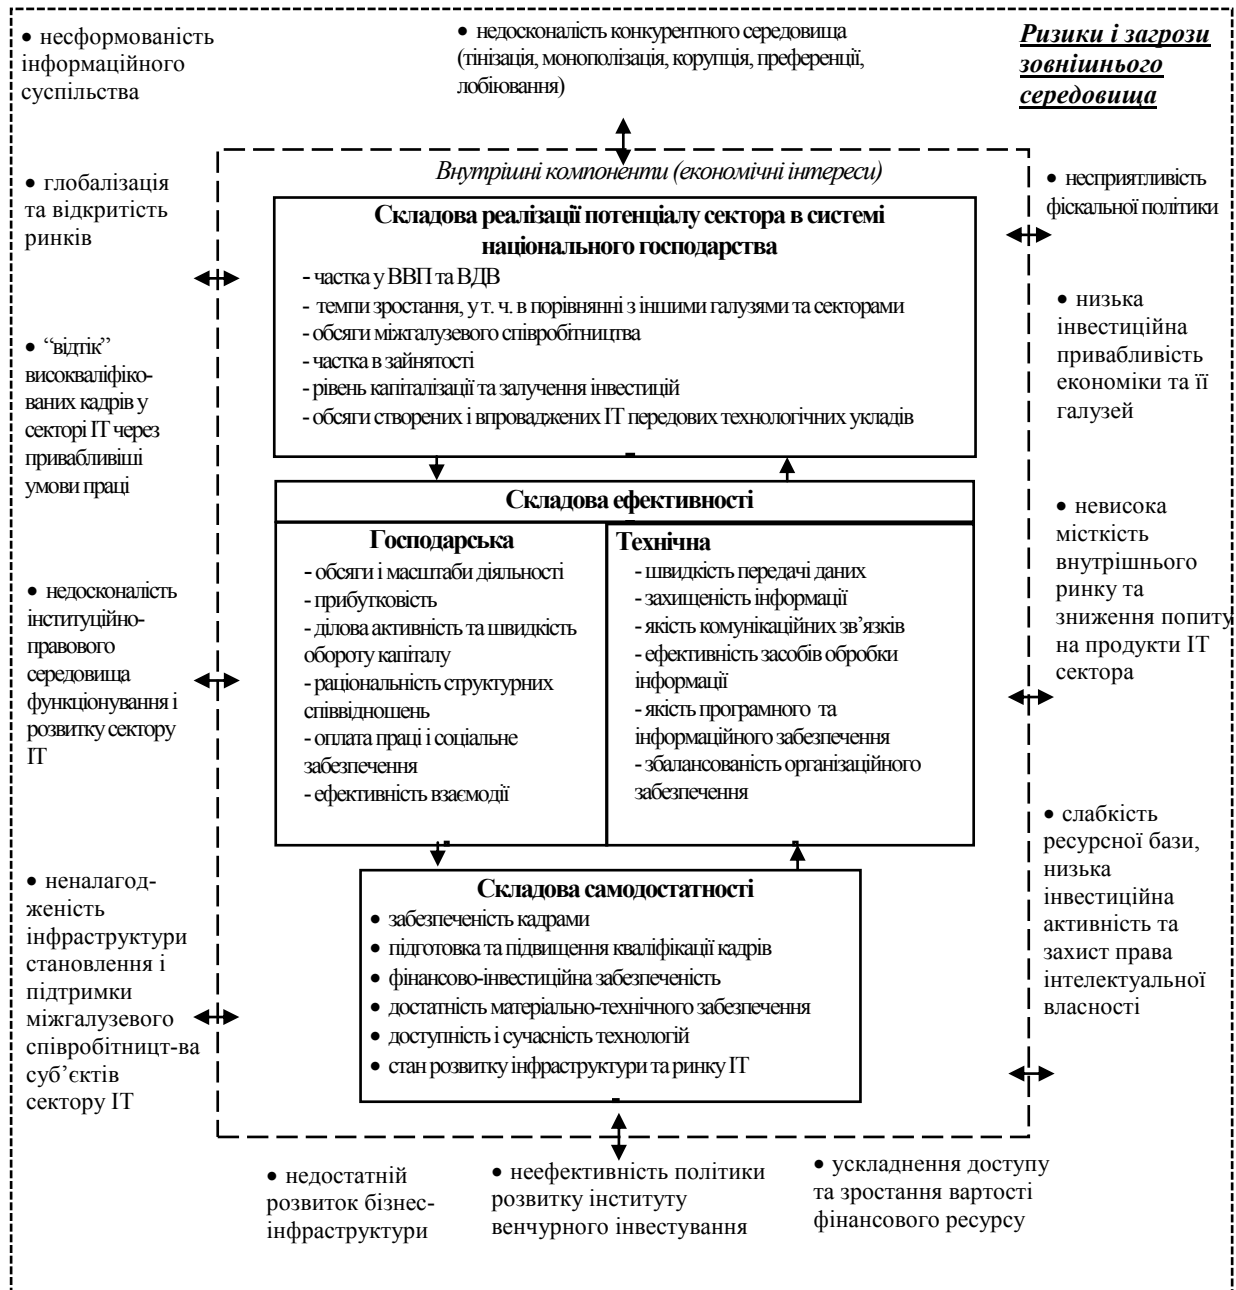 • несформованість
інформаційного
суспільства
• недосконалість конкурентного середовища
(тінізація, монополізація, корупція, преференції,
лобіювання)
Ризики і загрози
зовнішнього
середовища
• глобалізація
та відкритість
ринків
• “відтік”
висококваліфіко-
ваних кадрів у
секторі ІТ через
привабливіші
умови праці
• недосконалість
інституційно-
правового
середовища
функціонування і
розвитку сектору
ІТ
• неналагод-
женість
інфраструктури
становлення і
підтримки
міжгалузевого
співробітницт-ва
суб’єктів
сектору ІТ
Внутрішні компоненти (економічні інтереси)
Складова реалізації потенціалу сектора в системі
національного господарства
- частка у ВВП та ВДВ
- темпи зростання, у т. ч. в порівнянні з іншими галузями та секторами
- обсяги міжгалузевого співробітництва
- частка в зайнятості
- рівень капіталізації та залучення інвестицій
- обсяги створених і впроваджених ІТ передових технологічних укладів
Складова ефективності
Господарська
- обсяги і масштаби діяльності
- прибутковість
- ділова активність та швидкість
обороту капіталу
- раціональність структурних
співвідношень
- оплата праці і соціальне
забезпечення
- ефективність взаємодії
Технічна
- швидкість передачі даних
- захищеність інформації
- якість комунікаційних зв’язків
- ефективність засобів обробки
інформації
- якість програмного та
інформаційного забезпечення
- збалансованість організаційного
забезпечення
Складова самодостатності
• забезпеченість кадрами
• підготовка та підвищення кваліфікації кадрів
• фінансово-інвестиційна забезпеченість
• достатність матеріально-технічного забезпечення
• доступність і сучасність технологій
• стан розвитку інфраструктури та ринку ІТ
• несприятливість
фіскальної політики
• низька
інвестиційна
привабливість
економіки та її
галузей
• невисока
місткість
внутрішнього
ринку та
зниження попиту
на продукти ІТ
сектора
• слабкість
ресурсної бази,
низька
інвестиційна
активність та
захист права
інтелектуальної
власності
• недостатній
розвиток бізнес-
інфраструктури
• неефективність політики
розвитку інституту
венчурного інвестування
• ускладнення доступу
та зростання вартості
фінансового ресурсу